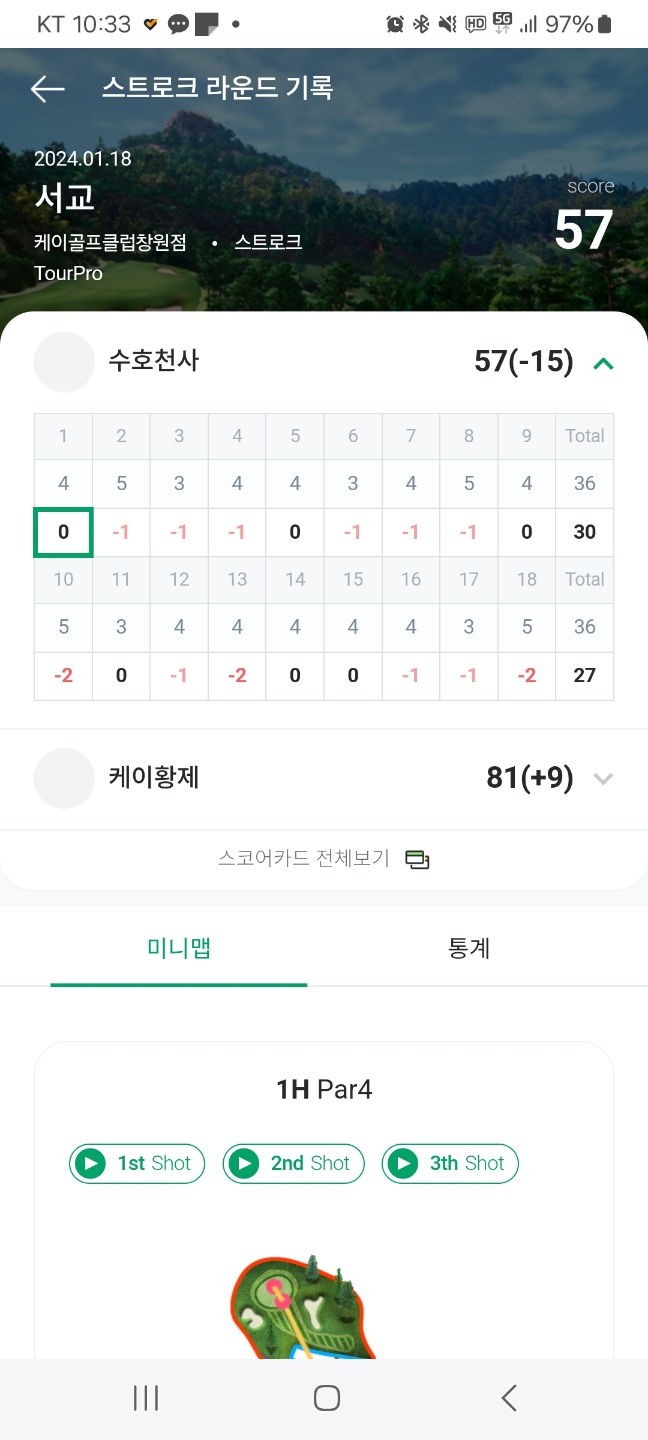 KT 10:33 HD 5G 97%
스트로크 라운드 기록
2024.01.18
서교
score
57
케이골프클럽창원점 • 스트로크
TourPro
수호천사 57(-15)
1 2 3 4 5 6 7 8 9 Total
4 5 3 4 4 3 4 5 4 36
0 -1 -1 -1 0 -1 -1 -1 0 30
10 11 12 13 14 15 16 17 18 Total
5 3 4 4 4 4 4 3 5 36
-2 0 -1 -2 0 0 -1 -1 -2 27
케이황제 81(+9)
스코어카드 전체보기
미니맵 통계
1H Par4
1st Shot 2nd Shot 3th Shot